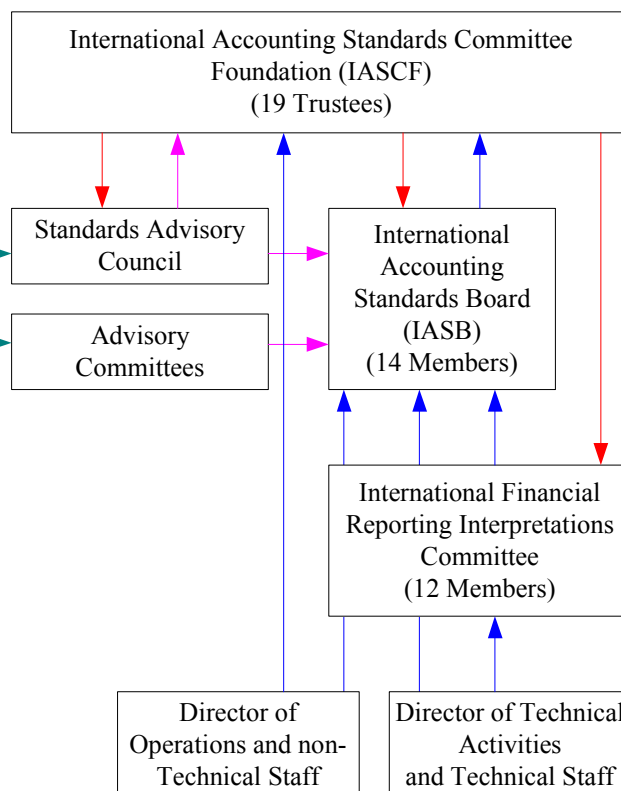 International Accounting Standards Committee
Foundation (IASCF)
(19 Trustees)
Standards Advisory
Council
International
Accounting
Standards Board
(IASB)
(14 Members)
Advisory
Committees
International Financial
Reporting Interpretations
Committee
(12 Members)
Director of
Operations and non-
Technical Staff
Director of Technical
Activities
and Technical Staff